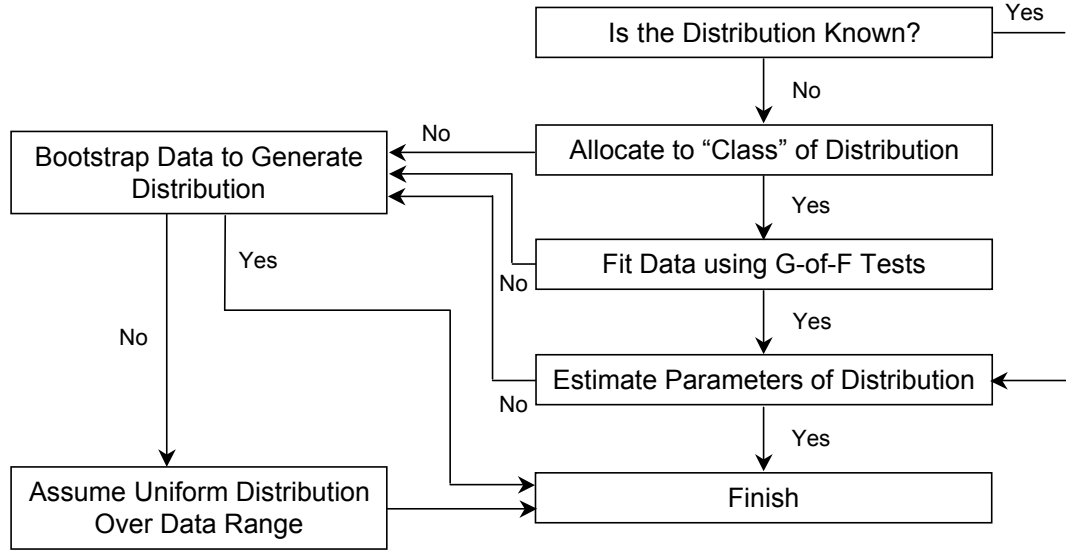 Is the Distribution Known?
Yes
No
Allocate to “Class” of Distribution
No
Bootstrap Data to Generate
Distribution
Yes
Yes
Fit Data using G-of-F Tests
No
No
Yes
Estimate Parameters of Distribution
No
Yes
Assume Uniform Distribution
Over Data Range
Finish